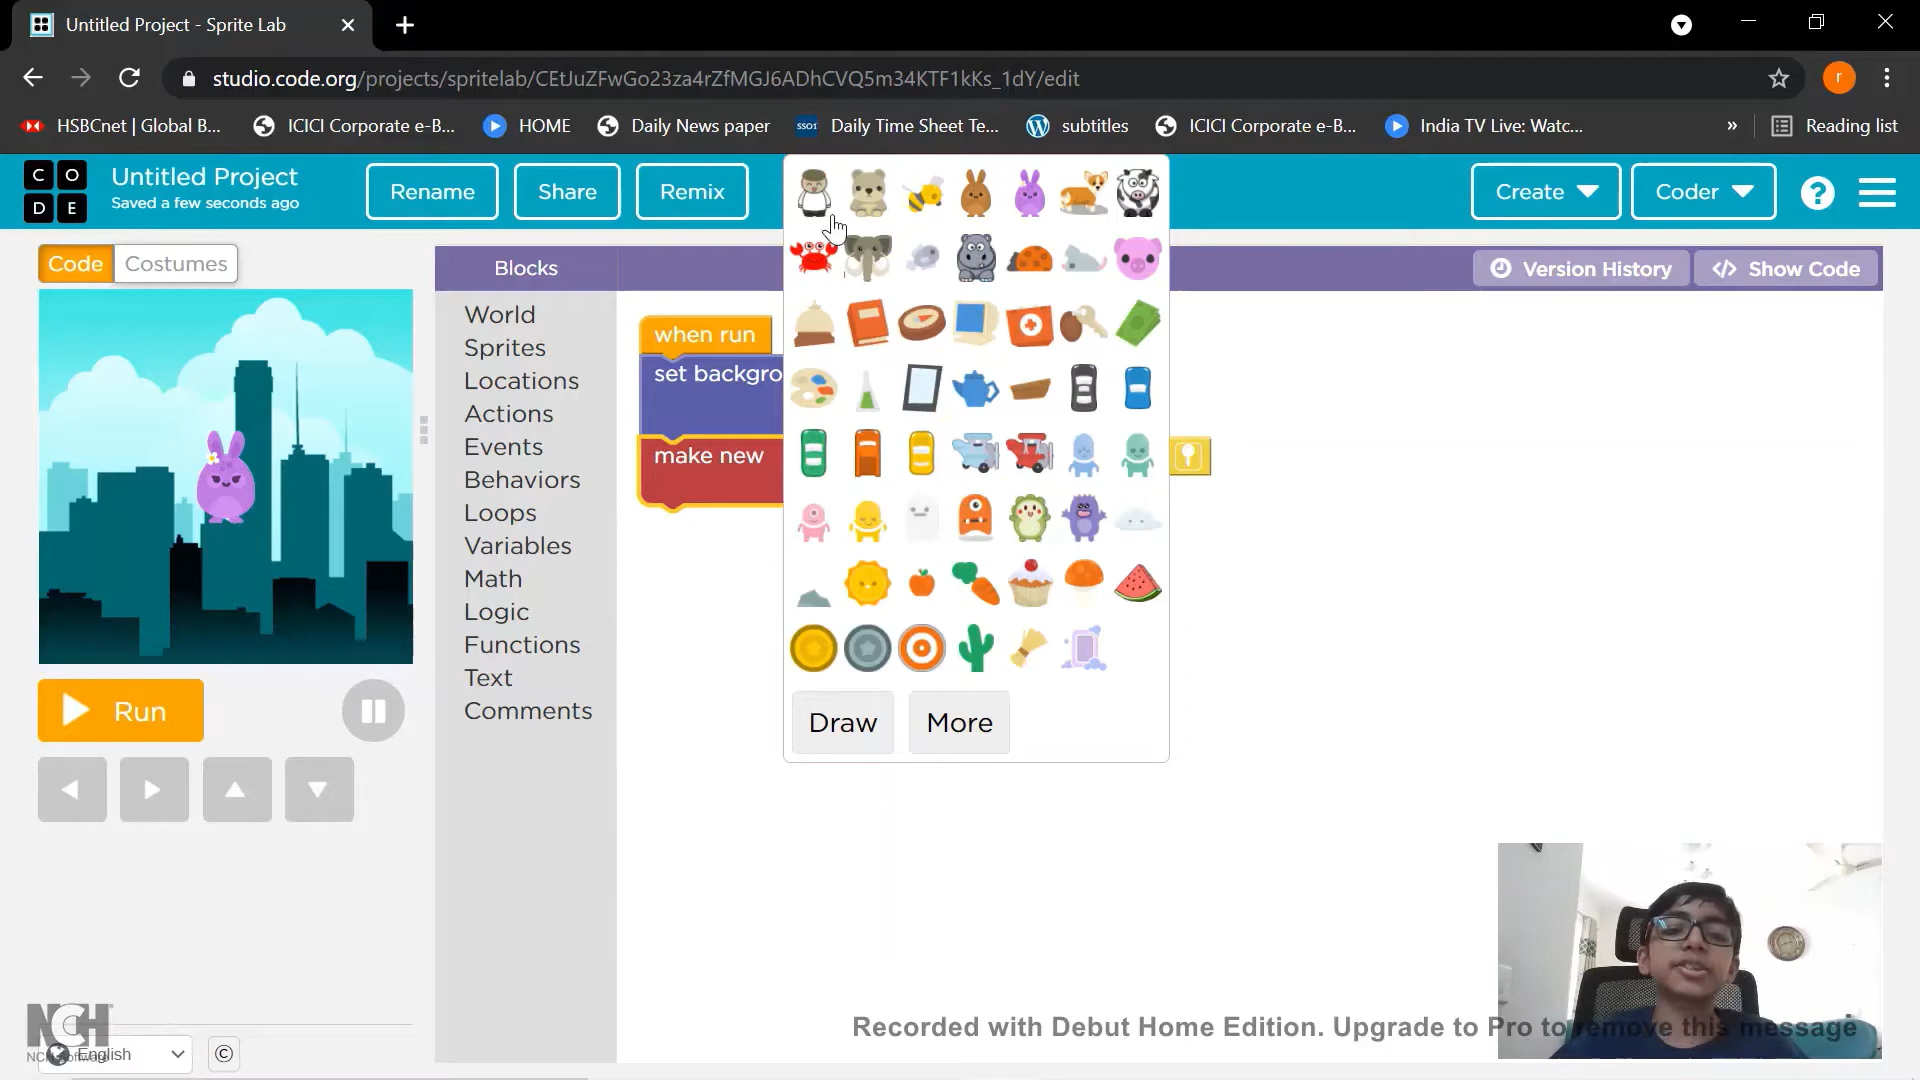 Untitled Project - Sprite Lab
studio.code.org/projects/spritelab/CEtJuZFwGo23za4rZfMGJ6ADhCVQ5m34KTF1kKs_1dY/edit
r
HSBCnet | Global B...
ICICI Corporate e-B...
HOME
Daily News paper
SSO1
Daily Time Sheet Te...
subtitles
ICICI Corporate e-B...
India TV Live: Watc...
»
Reading list
C O
D E
Untitled Project
Saved a few seconds ago
Rename
Share
Remix
Create
Coder
?
Code
Costumes
Blocks
Version History
</> Show Code
World
Sprites
Locations
Actions
Events
Behaviors
Loops
Variables
Math
Logic
Functions
Text
Comments
when run
set backgro
make new
Draw
More
Run
NCH
NCH Software
English
©
Recorded with Debut Home Edition. Upgrade to Pro to remove this message